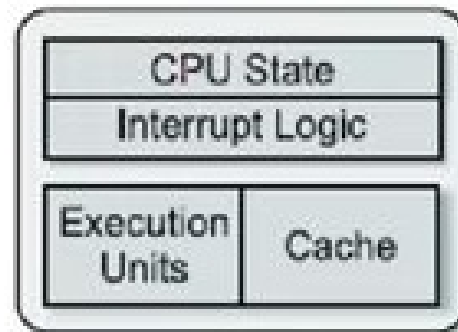 CPU State
Interrupt Logic
Execution
Units
Cache